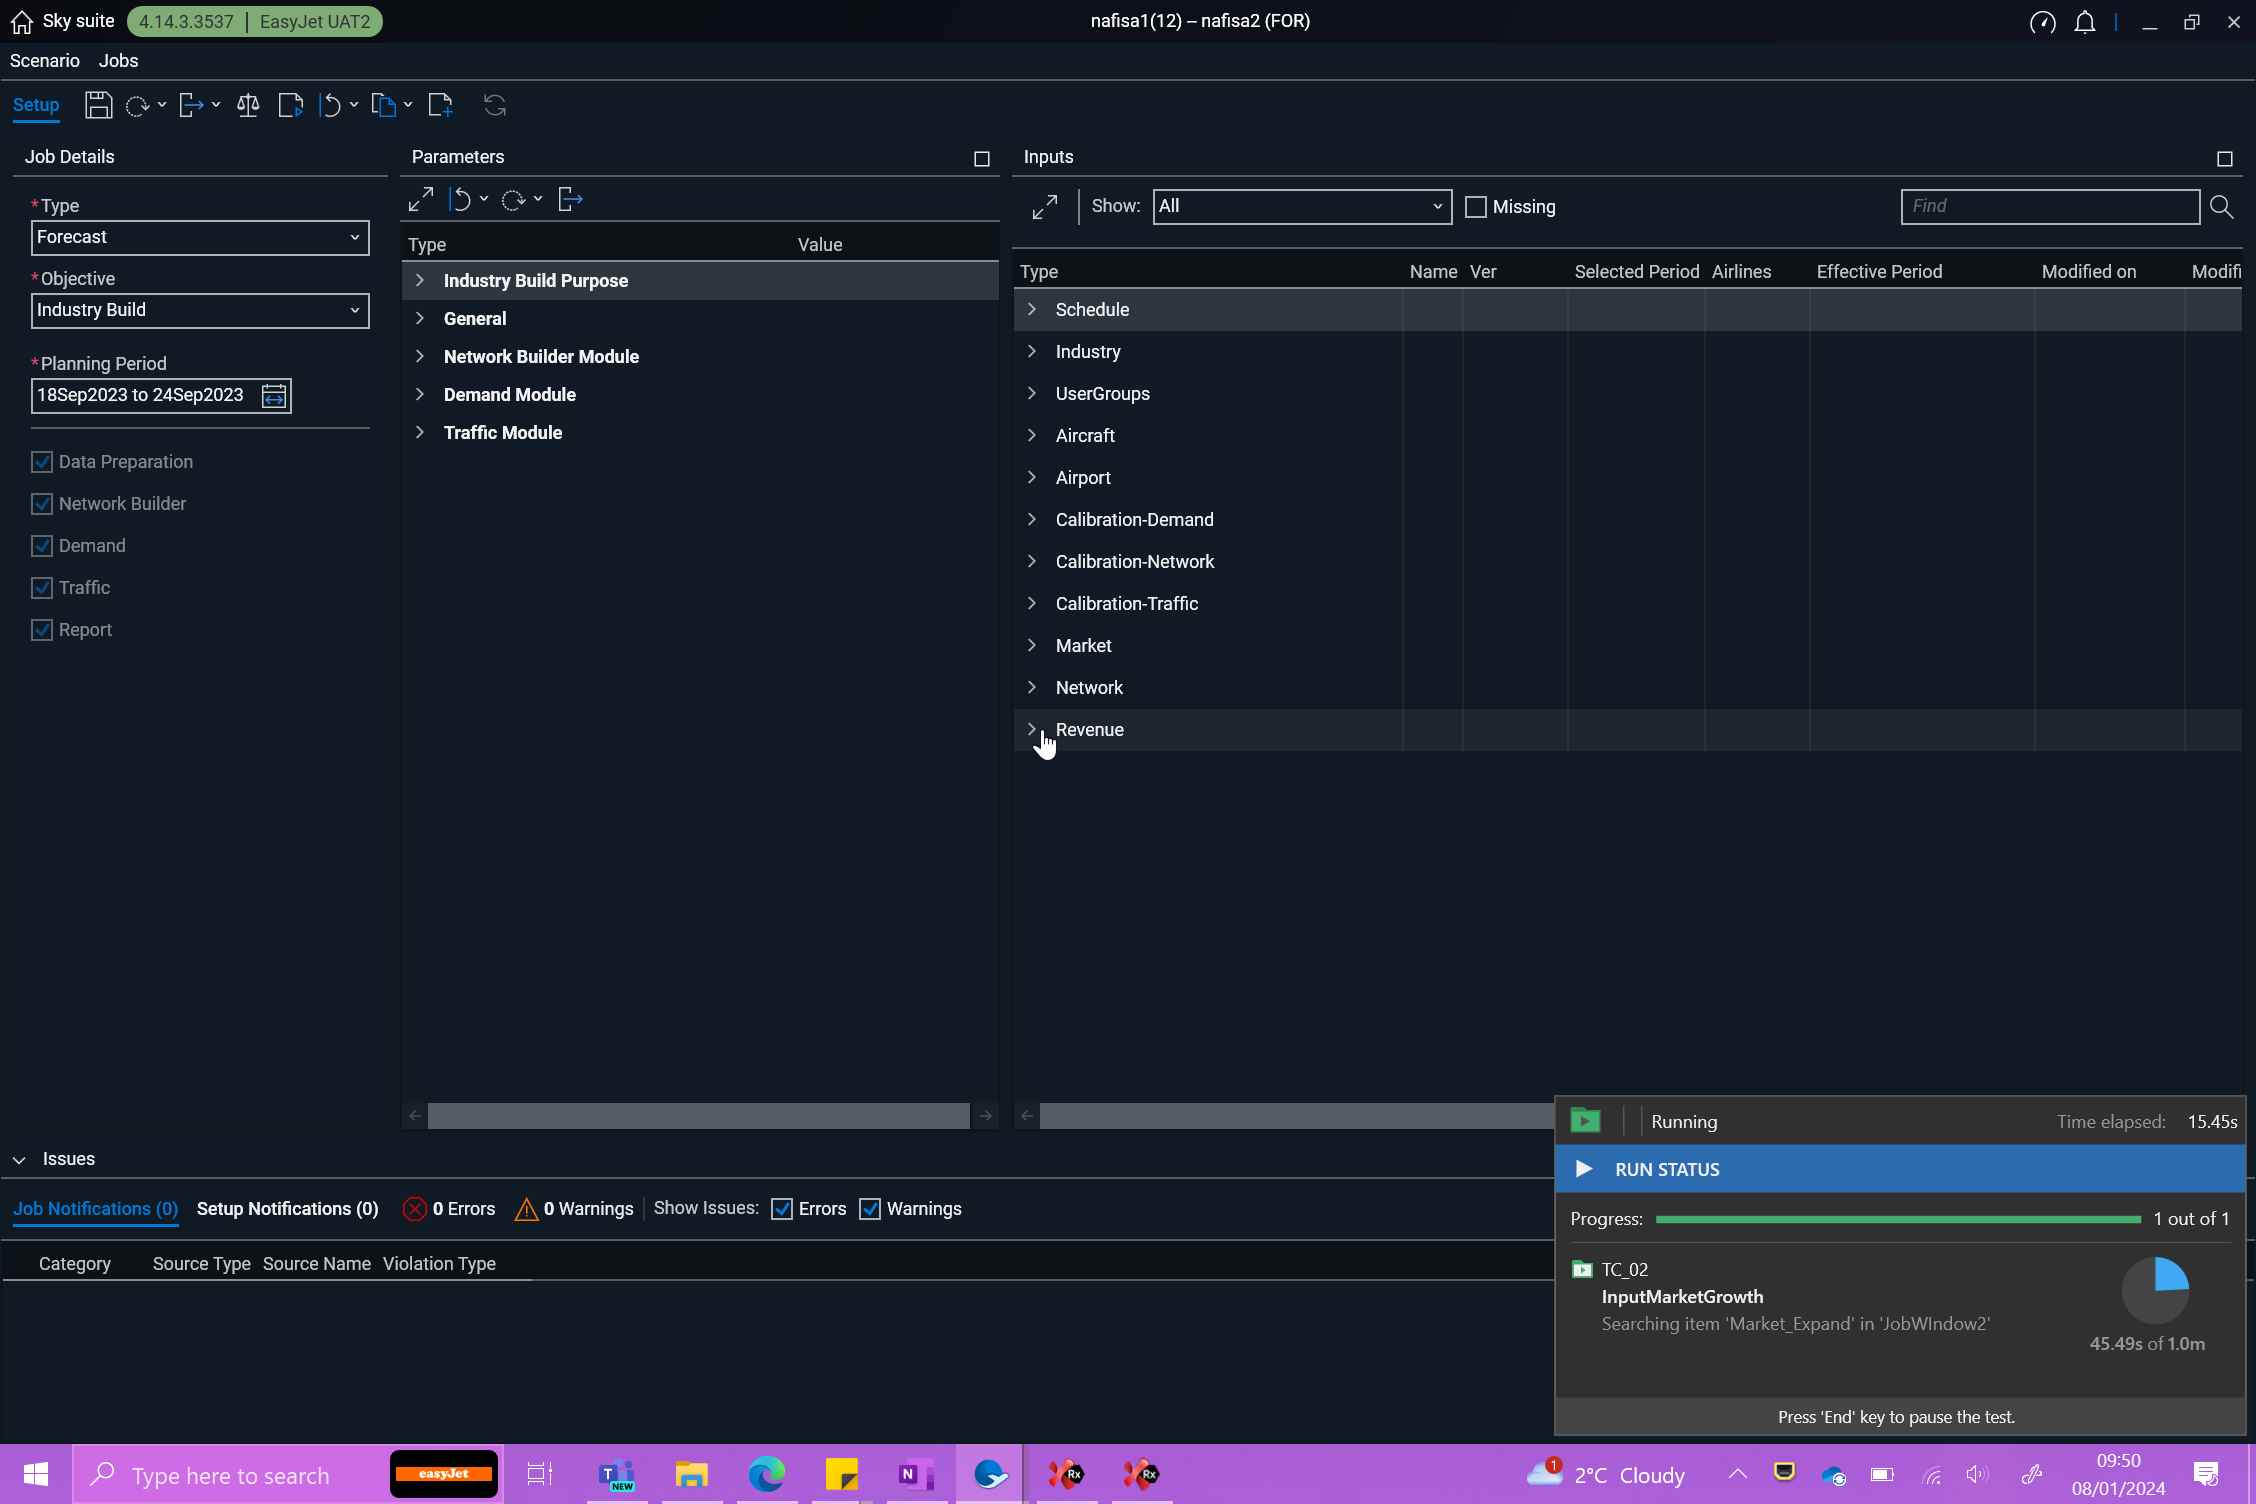 Sky suite 4.14.3.3537 | EasyJet UAT2 nafisa1(12) – nafisa2 (FOR)
Scenario Jobs
Setup
Job Details
*Type
Forecast
*Objective
Industry Build
*Planning Period
18Sep2023 to 24Sep2023
Data Preparation
Network Builder
Demand
Traffic
Report
Parameters
Type Value
Industry Build Purpose
General
Network Builder Module
Demand Module
Traffic Module
Inputs
Show: All Missing Find
Type Name Ver Selected Period Airlines Effective Period Modified on Modifi
Schedule
Industry
UserGroups
Aircraft
Airport
Calibration-Demand
Calibration-Network
Calibration-Traffic
Market
Network
Revenue
Issues
Job Notifications (0) Setup Notifications (0) 0 Errors 0 Warnings Show Issues: Errors Warnings
Category Source Type Source Name Violation Type
Running Time elapsed: 15.45s
RUN STATUS
Progress: 1 out of 1
TC_02
InputMarketGrowth
Searching item 'Market_Expand' in 'JobWIndow2'
45.49s of 1.0m
Press 'End' key to pause the test.
Type here to search easyJet T NEW N Rx Rx 1 2°C Cloudy 09:50
08/01/2024